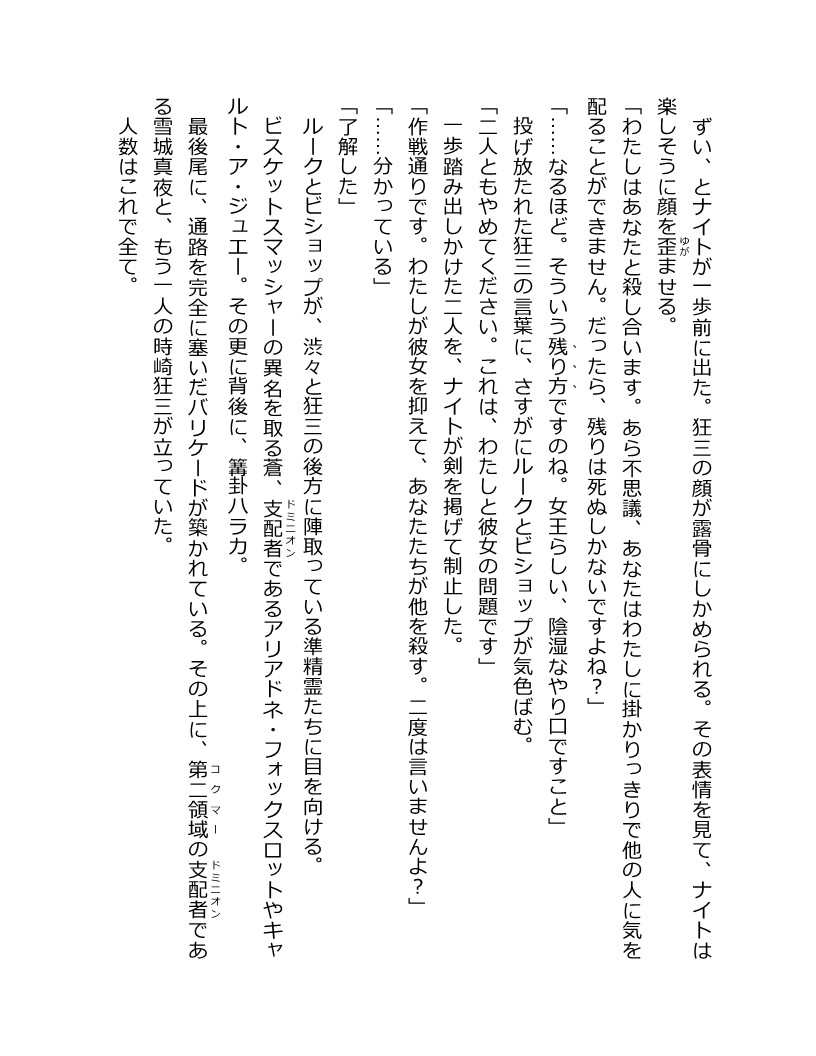 ずい、とナイトが一歩前に出た。狂三の顔が露骨にしかめられる。その表情を見て、ナイトは
楽しそうに顔を歪ませる。
「わたしはあなたと殺し合います。あら不思議、あなたはわたしに掛かりっきりで他の人に気を
配ることができません。だったら、残りは死ぬしかないですよね？」
「……なるほど。そういう残り方ですのね。女王らしい、陰湿なやり口ですこと」
投げ放たれた狂三の言葉に、さすがにルークとビショップが気色ばむ。
「二人ともやめてください。これは、わたしと彼女の問題です」
一歩踏み出しかけた二人を、ナイトが剣を掲げて制止した。
「作戦通りです。わたしが彼女を抑えて、あなたたちが他を殺す。二度は言いませんよ？」
「……分かっている」
「了解した」
ルークとビショップが、渋々と狂三の後方に陣取っている準精霊たちに目を向ける。
ビスケットスマッシャーの異名を取る蒼、支配者であるアリアドネ・フォックスロットやキャ
ルト・ア・ジュエー。その更に背後に、篝卦ハラカ。
最後尾に、通路を完全に塞いだバリケードが築かれている。その上に、第二領域の支配者であ
る雪城真夜と、もう一人の時崎狂三が立っていた。
人数はこれで全て。
ゆが
ドミニオン
コクマー
ドミニオン